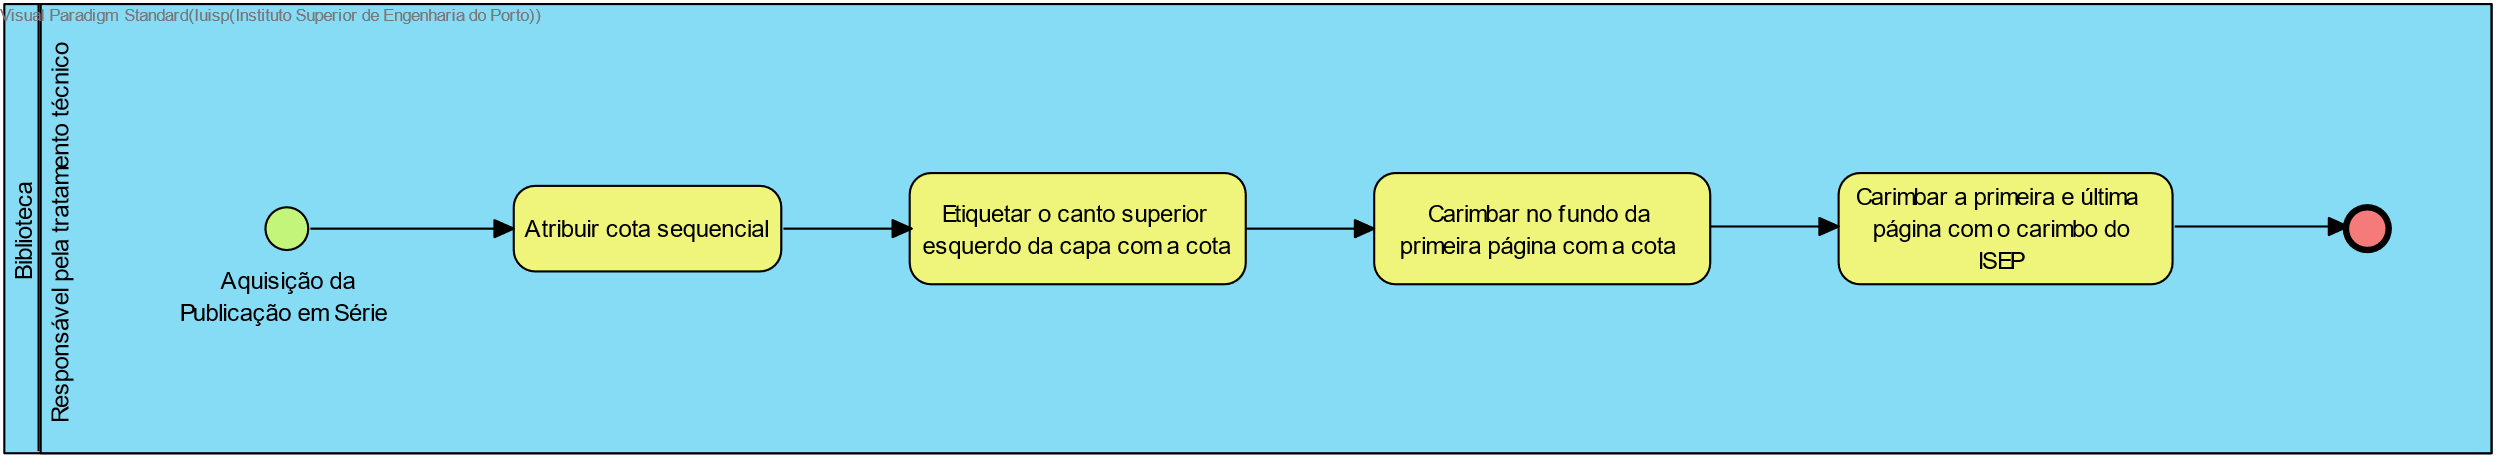 Visual Paradigm Standard(luisp(Instituto Superior de Engenharia do Porto))
Biblioteca
Responsável pela tratamento técnico
Aquisição da
Publicação em Série
Atribuir cota sequencial
Etiquetar o canto superior
esquerdo da capa com a cota
Carimbar no fundo da
primeira página com a cota
Carimbar a primeira e última
página com o carimbo do
ISEP